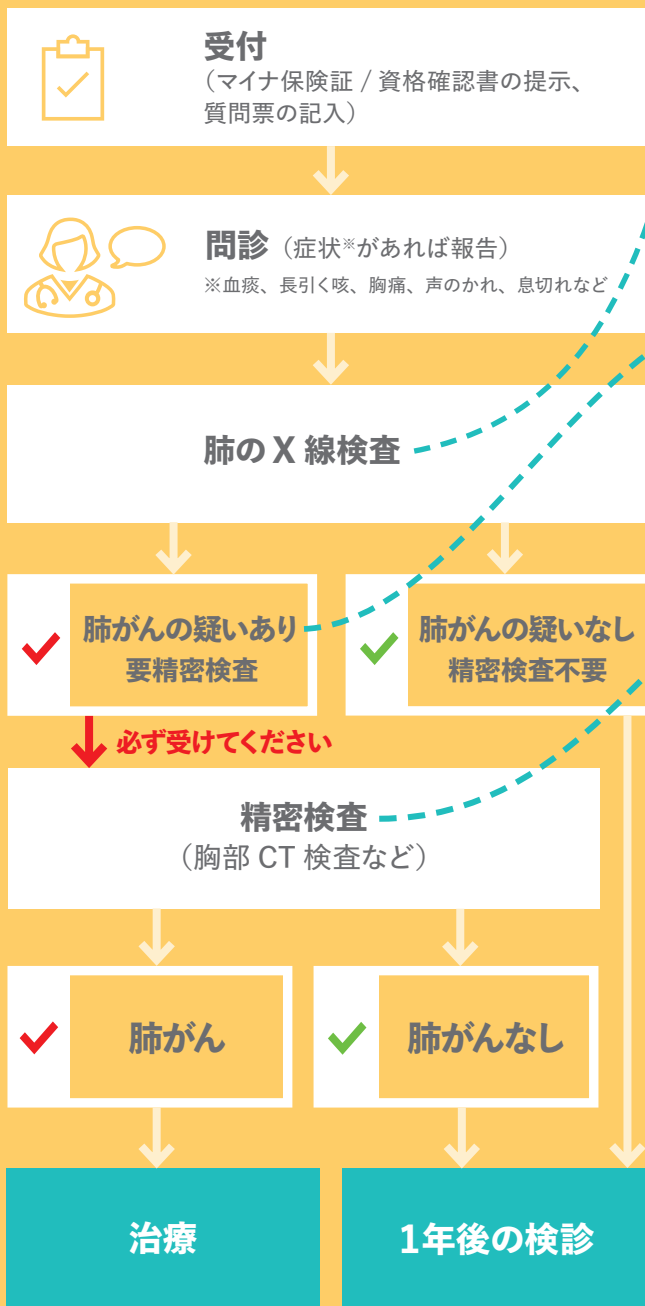 受付
（マイナ保険証 / 資格確認書の提示、
質問票の記入）
問診（症状※があれば報告）
※血痰、長引く咳、胸痛、声のかれ、息切れなど
肺のX線検査
肺がんの疑いあり
要精密検査
肺がんの疑いなし
精密検査不要
必ず受けてください
精密検査
（胸部 CT 検査など）
肺がん
肺がんなし
治療
1年後の検診